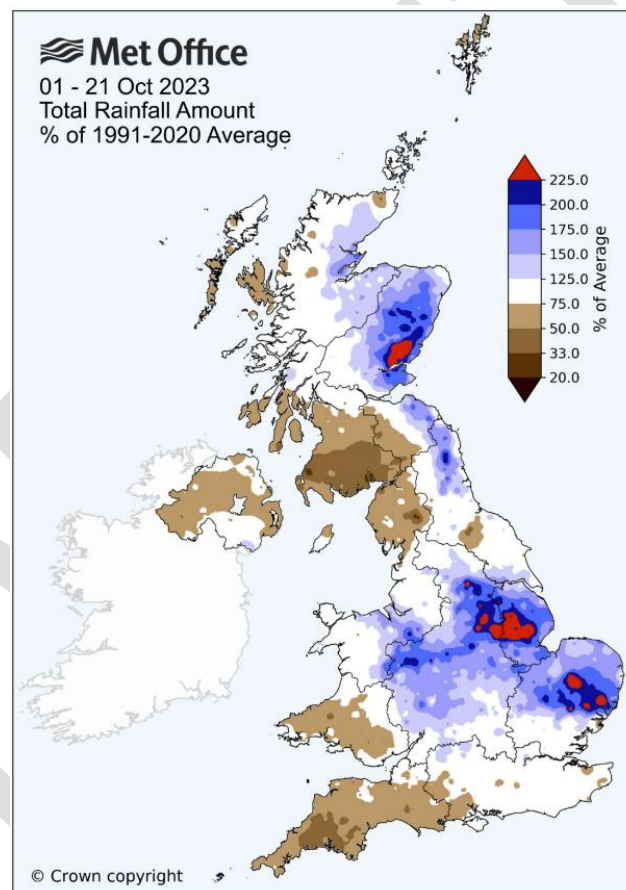 Met Office
01 - 21 Oct 2023
Total Rainfall Amount
% of 1991-2020 Average
225.0
200.0
175.0
150.0
125.0
75.0
50.0
33.0
20.0
% of Average
© Crown copyright